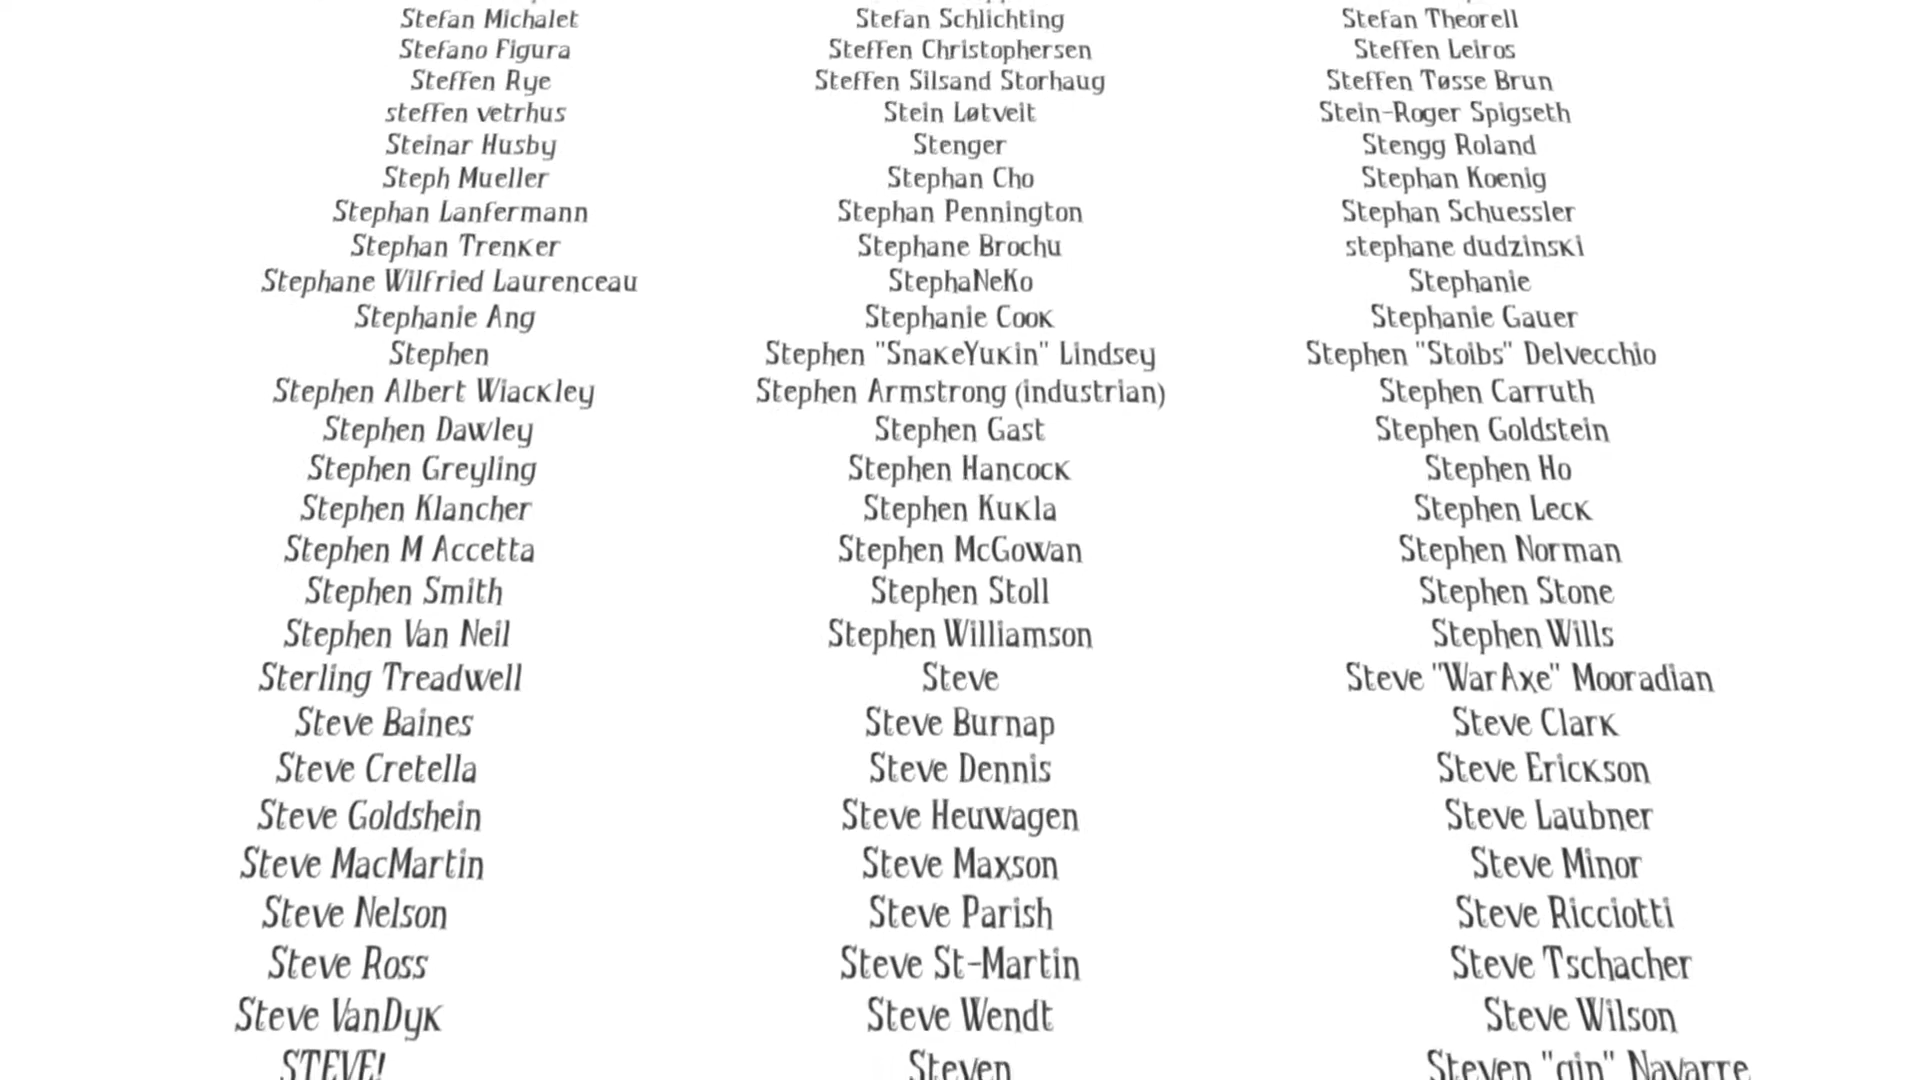 Stefan Michalet Stefan Schlichting Stefan Theorell
Stefano Figura Steffen Christophersen Steffen Leiros
Steffen Rye Steffen Silsand Storhaug Steffen Tøsse Brun
steffen vetrhus Stein Løtveit Stein-Roger Spigseth
Steinar Husby Stenger Stengg Roland
Steph Mueller Stephan Cho Stephan Koenig
Stephan Lanfermann Stephan Pennington Stephan Schuessler
Stephan Trenker Stephane Brochu stephane dudzinski
Stephane Wilfried Laurenceau StephaNeKo Stephanie
Stephanie Ang Stephanie Cook Stephanie Gauer
Stephen Stephen "SnakeYukin" Lindsey Stephen "Stoibs" Delvecchio
Stephen Albert Wiackley Stephen Armstrong (industrian) Stephen Carruth
Stephen Dawley Stephen Gast Stephen Goldstein
Stephen Greyling Stephen Hancock Stephen Ho
Stephen Klancher Stephen Kukla Stephen Leck
Stephen M Accetta Stephen McGowan Stephen Norman
Stephen Smith Stephen Stoll Stephen Stone
Stephen Van Neil Stephen Williamson Stephen Wills
Sterling Treadwell Steve Steve "WarAxe" Mooradian
Steve Baines Steve Burnap Steve Clark
Steve Cretella Steve Dennis Steve Erickson
Steve Goldshein Steve Heuwagen Steve Laubner
Steve MacMartin Steve Maxson Steve Minor
Steve Nelson Steve Parish Steve Ricciotti
Steve Ross Steve St-Martin Steve Tschacher
Steve VanDyk Steve Wendt Steve Wilson
STEVE! Steven Steven "gin" Navarre